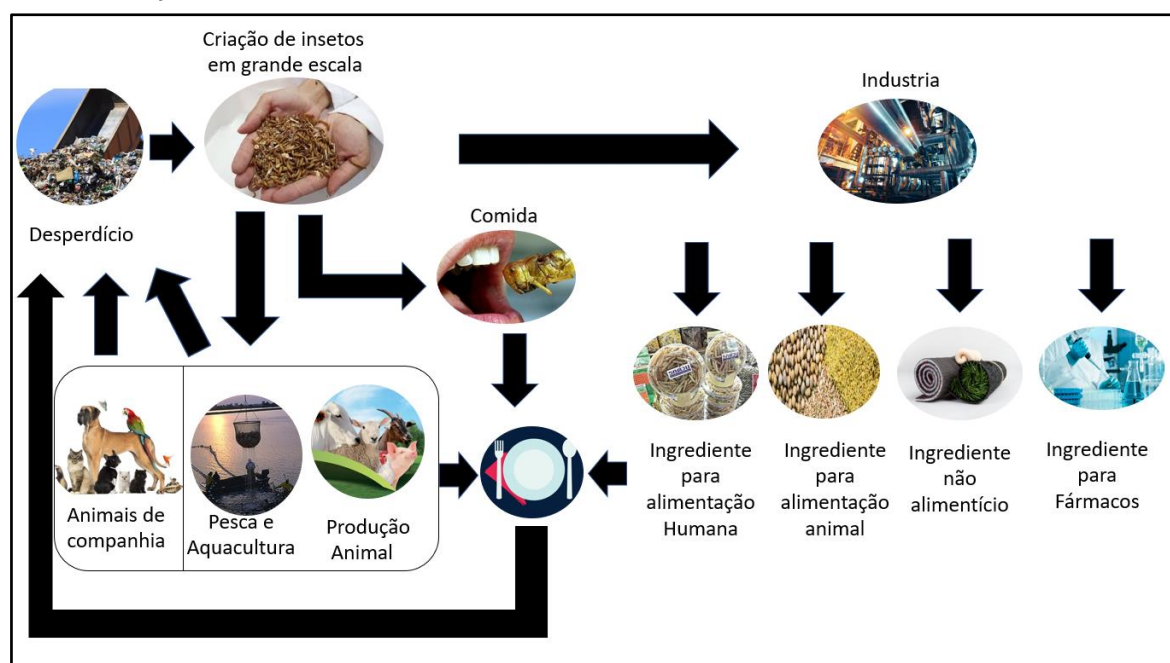 Criação de insetos
em grande escala
Industria
Desperdício
Comida
Animais de
companhia
Pesca e
Aquacultura
Produção
Animal
Ingrediente
para
alimentação
Humana
Ingrediente
para
alimentação
animal
Ingrediente
não
alimentício
Ingrediente
para
Fármacos